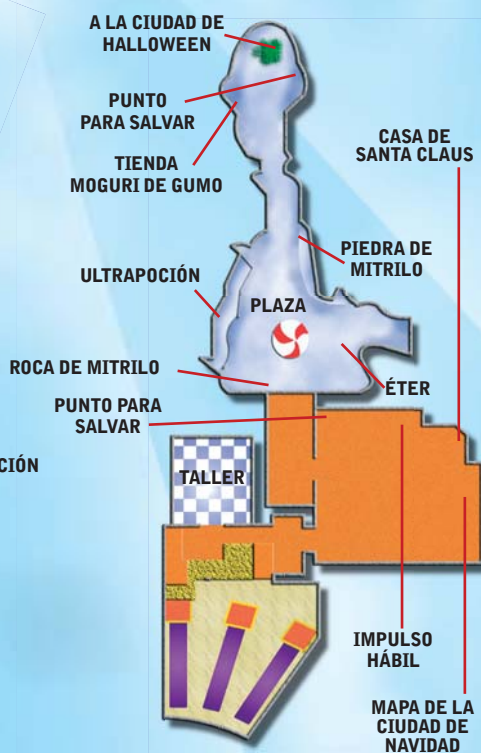 A LA CIUDAD DE
HALLOWEEN
PUNTO
PARA SALVAR
TIENDA
MOGURI DE GUMO
CASA DE
SANTA CLAUS
PIEDRA DE
MITRILO
ULTRAPOCIÓN
PLAZA
ROCA DE MITRILO
ÉTER
PUNTO PARA
SALVAR
CIÓN
TALLER
IMPULSO
HÁBIL
MAPA DE LA
CIUDAD DE
NAVIDAD